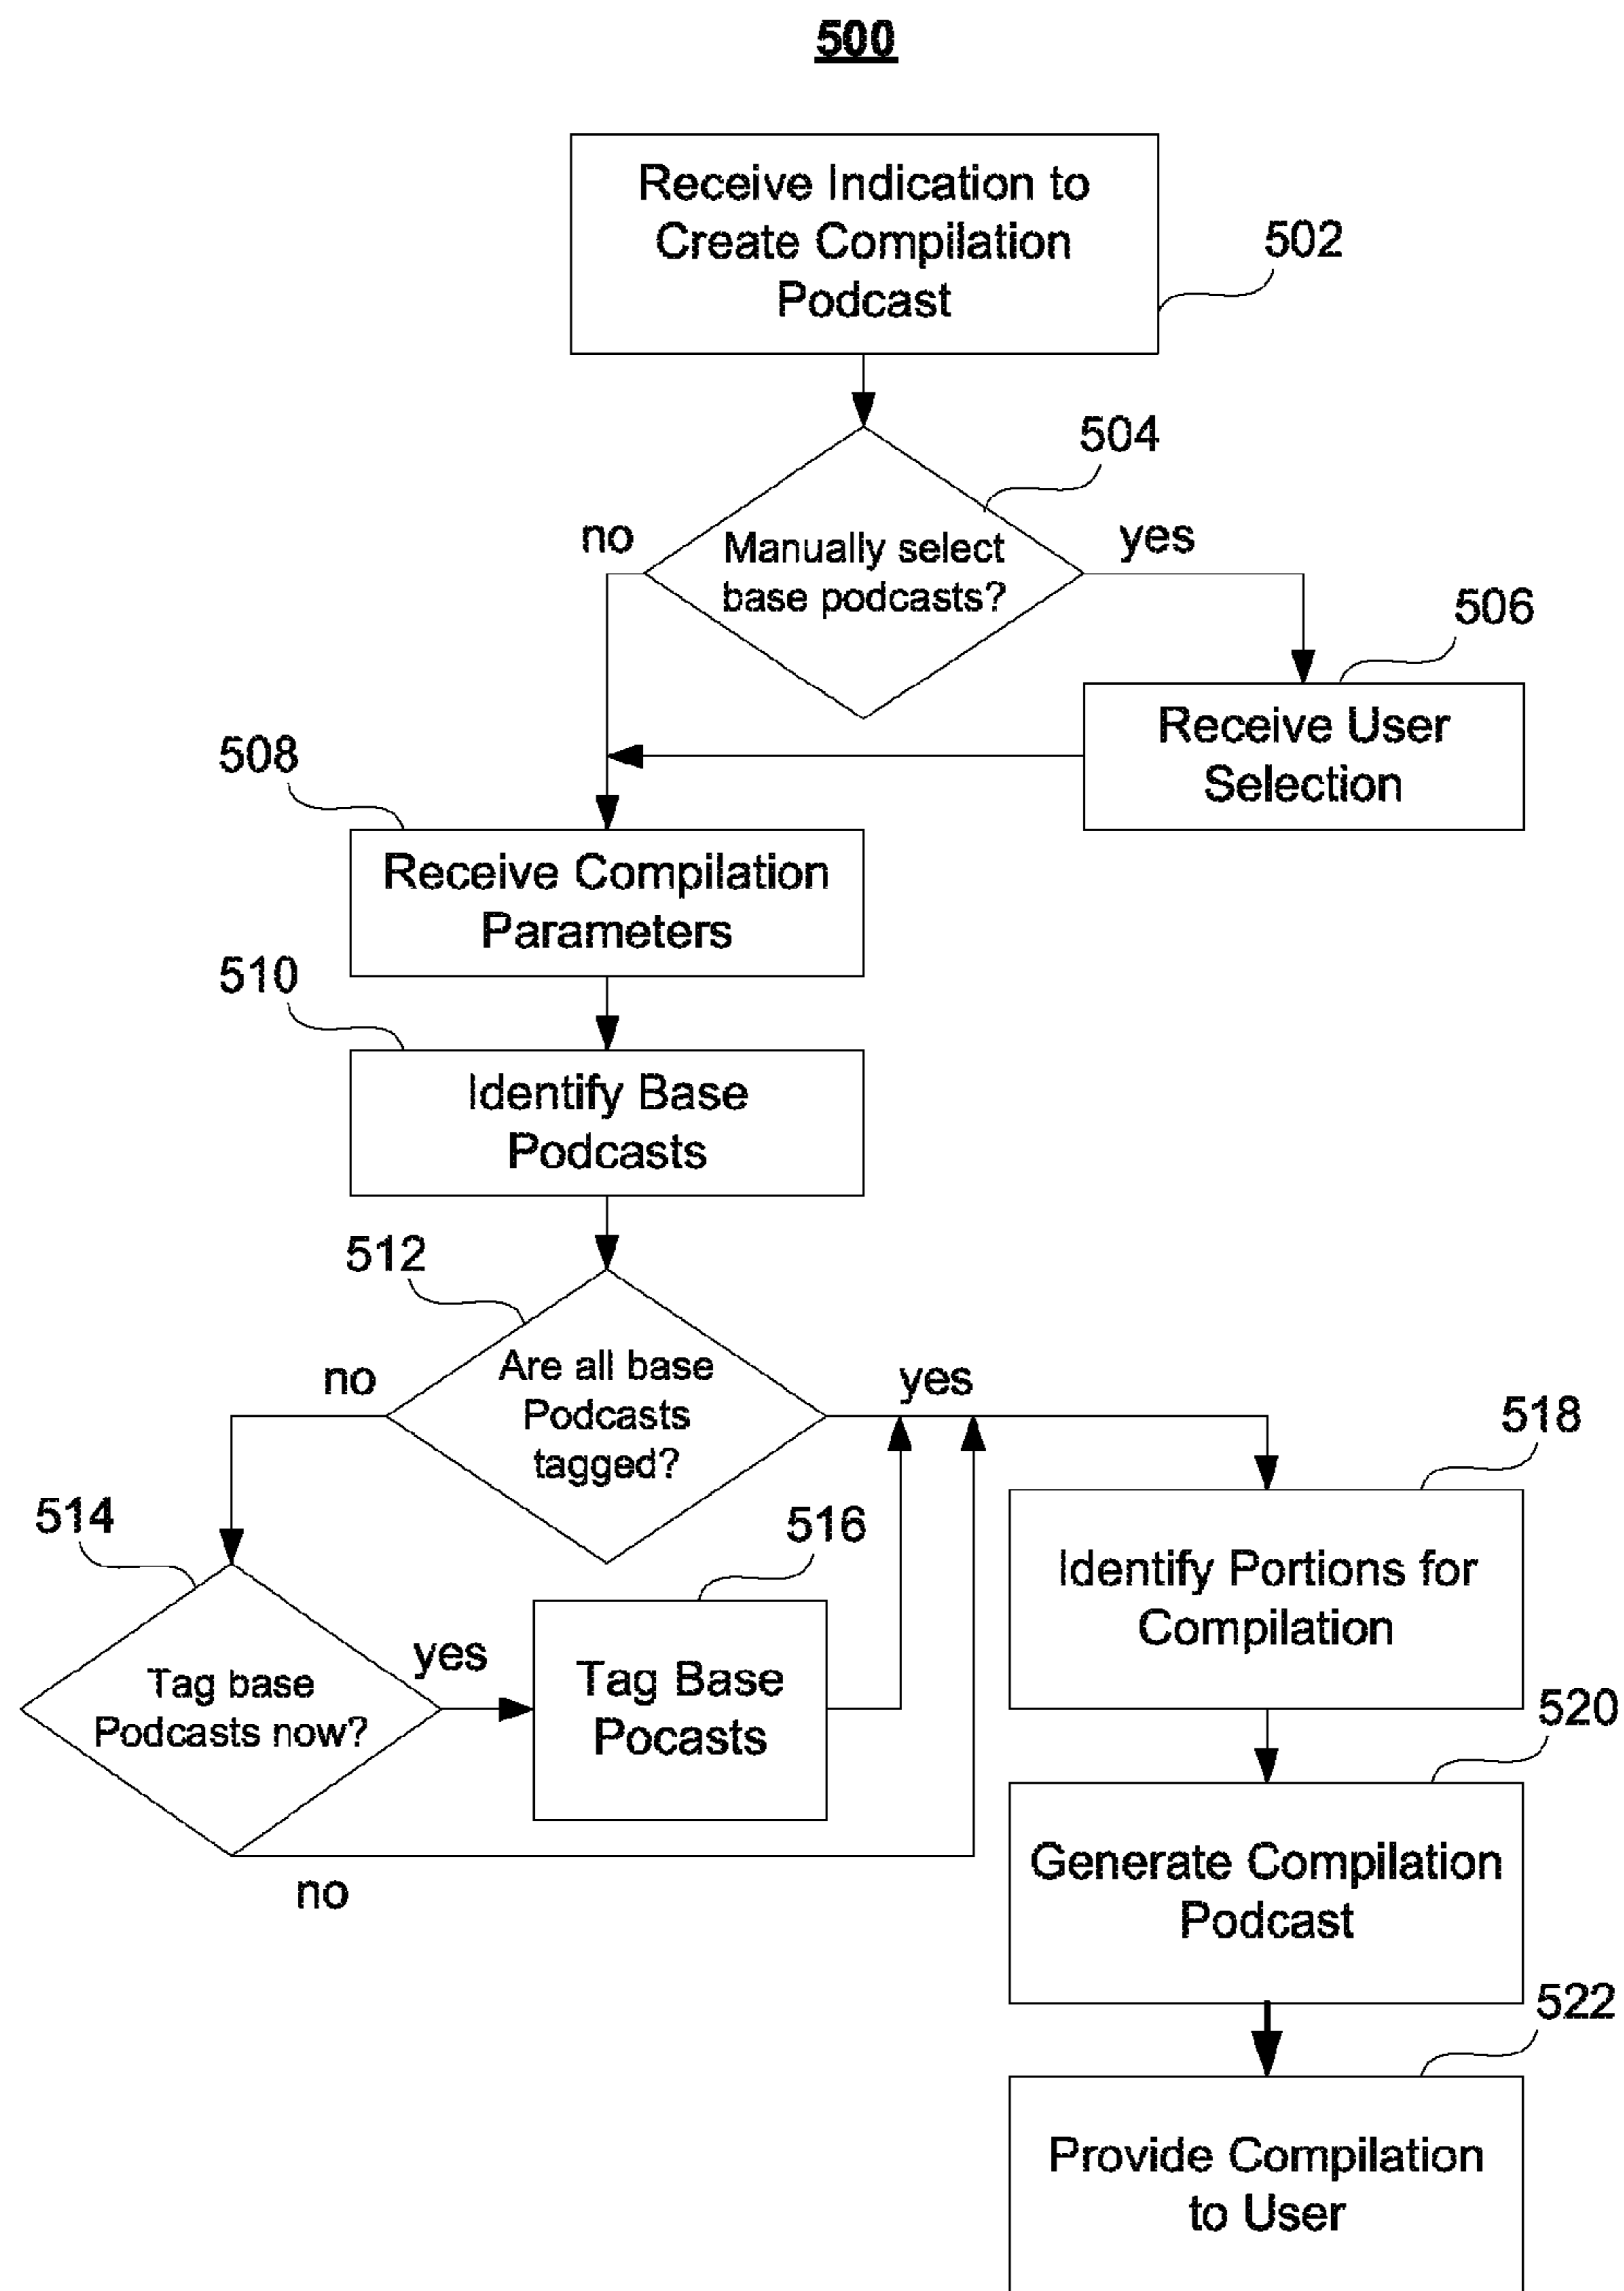 500
Receive Indication to
Create Compilation
Podcast
502
504
no
Manually select
base podcasts?
yes
506
Receive User
Selection
508
Receive Compilation
Parameters
510
Identify Base
Podcasts
512
no
Are all base
Podcasts
tagged?
yes
518
Identify Portions for
Compilation
514
Tag base
Podcasts now?
yes
516
Tag Base
Pocasts
no
520
Generate Compilation
Podcast
522
Provide Compilation
to User